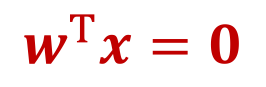 wᵀx = 0